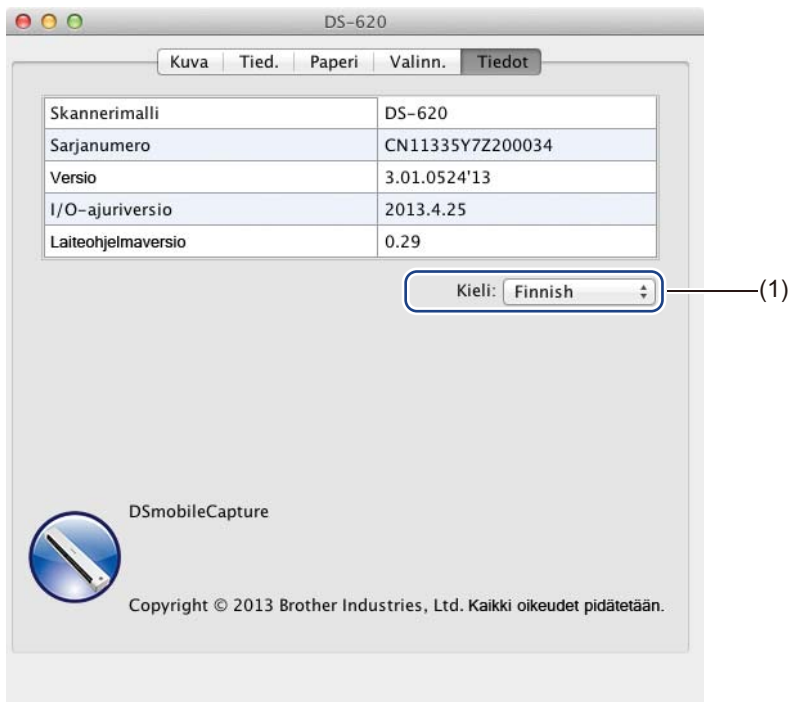 DS-620
Kuva Tied. Paperi Valinn. Tiedot
Skannerimalli DS-620
Sarjanumero CN11335Y7Z200034
Versio 3.01.0524'13
I/O-ajuriversio 2013.4.25
Laiteohjelmaversio 0.29
Kieli: Finnish (1)
DSmobileCapture
Copyright © 2013 Brother Industries, Ltd. Kaikki oikeudet pidätetään.